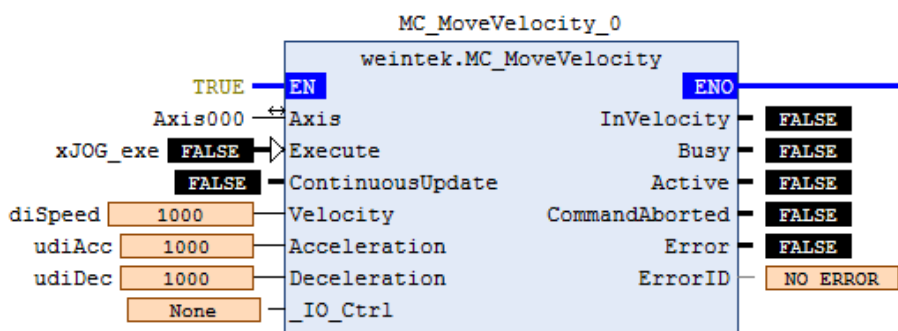 MC_MoveVelocity_0
weintek.MC_MoveVelocity
TRUE EN ENO
Axis000 Axis InVelocity FALSE
xJOG_exe FALSE Execute Busy FALSE
FALSE ContinuousUpdate Active FALSE
diSpeed 1000 Velocity CommandAborted FALSE
udiAcc 1000 Acceleration Error FALSE
udiDec 1000 Deceleration ErrorID NO ERROR
None _IO_Ctrl